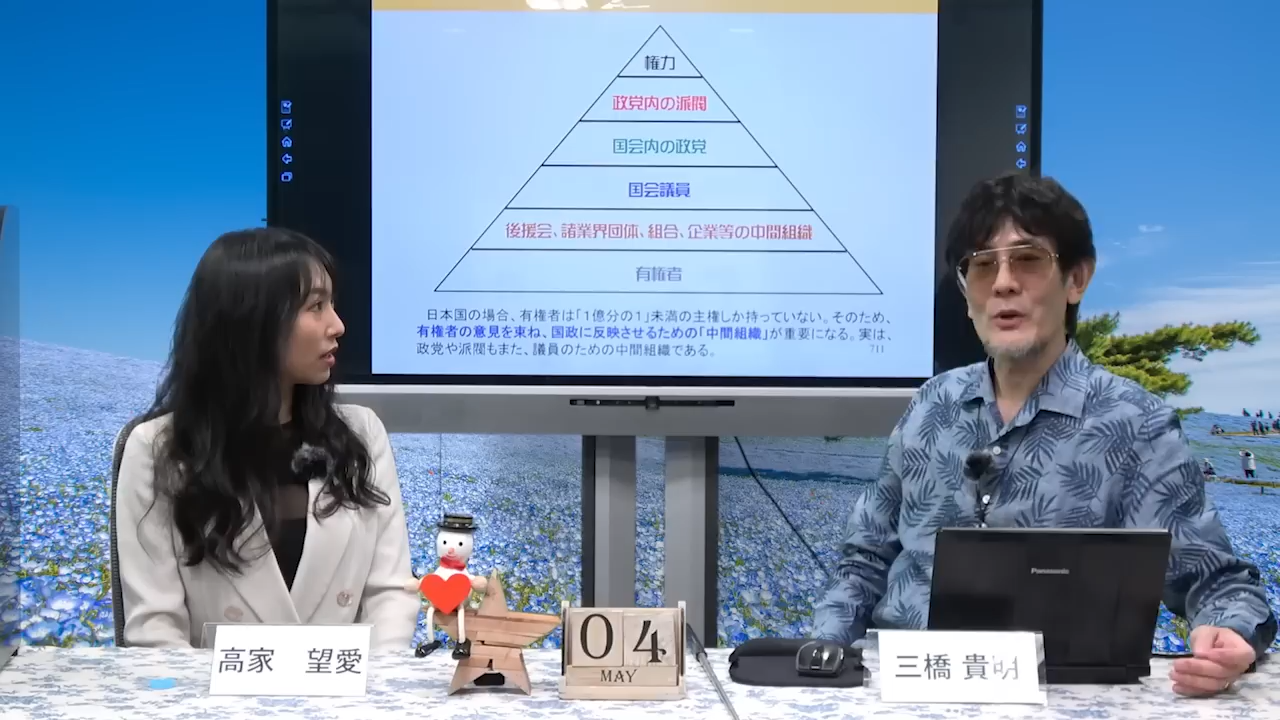 権力
政党内の派閥
国会内の政党
国会議員
後援会、諸業界団体、組合、企業等の中間組織
有権者
日本国の場合、有権者は「1億分の1」未満の主権しか持っていない。そのため、
有権者の意見を束ね、国政に反映させるための「中間組織」が重要になる。実は、
政党や派閥もまた、議員のための中間組織である。
711
Panasonic
高家 望愛
04
MAY
三橋 貴明